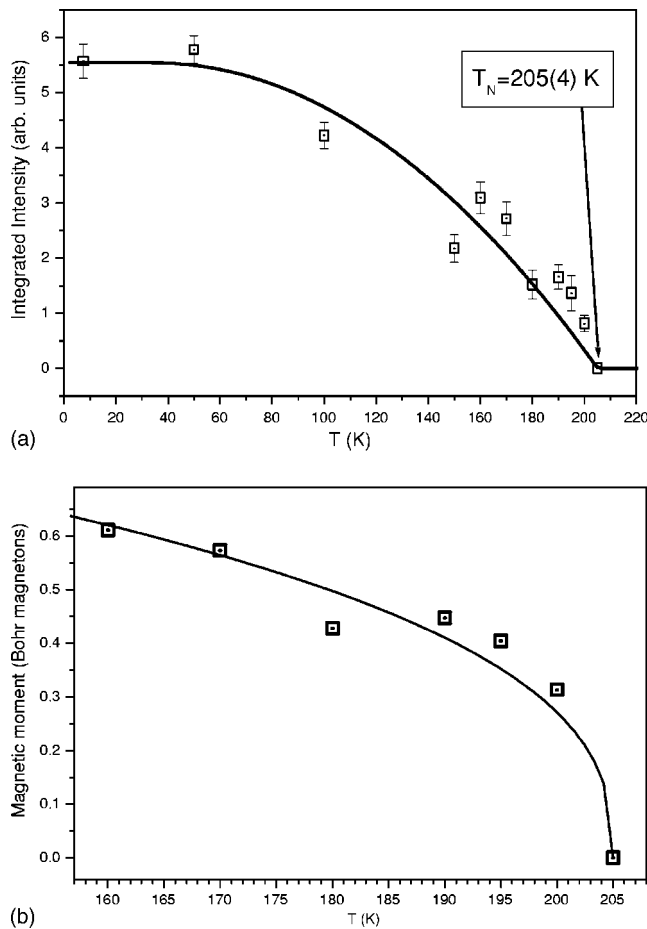 6
5
4
3
2
1
0
Integrated Intensity (arb. units)
T_N=205(4) K
0 20 40 60 80 100 120 140 160 180 200 220
T (K)
(a)
0.6
0.5
0.4
0.3
0.2
0.1
0.0
Magnetic moment (Bohr magnetons)
160 165 170 175 180 185 190 195 200 205
T (K)
(b)